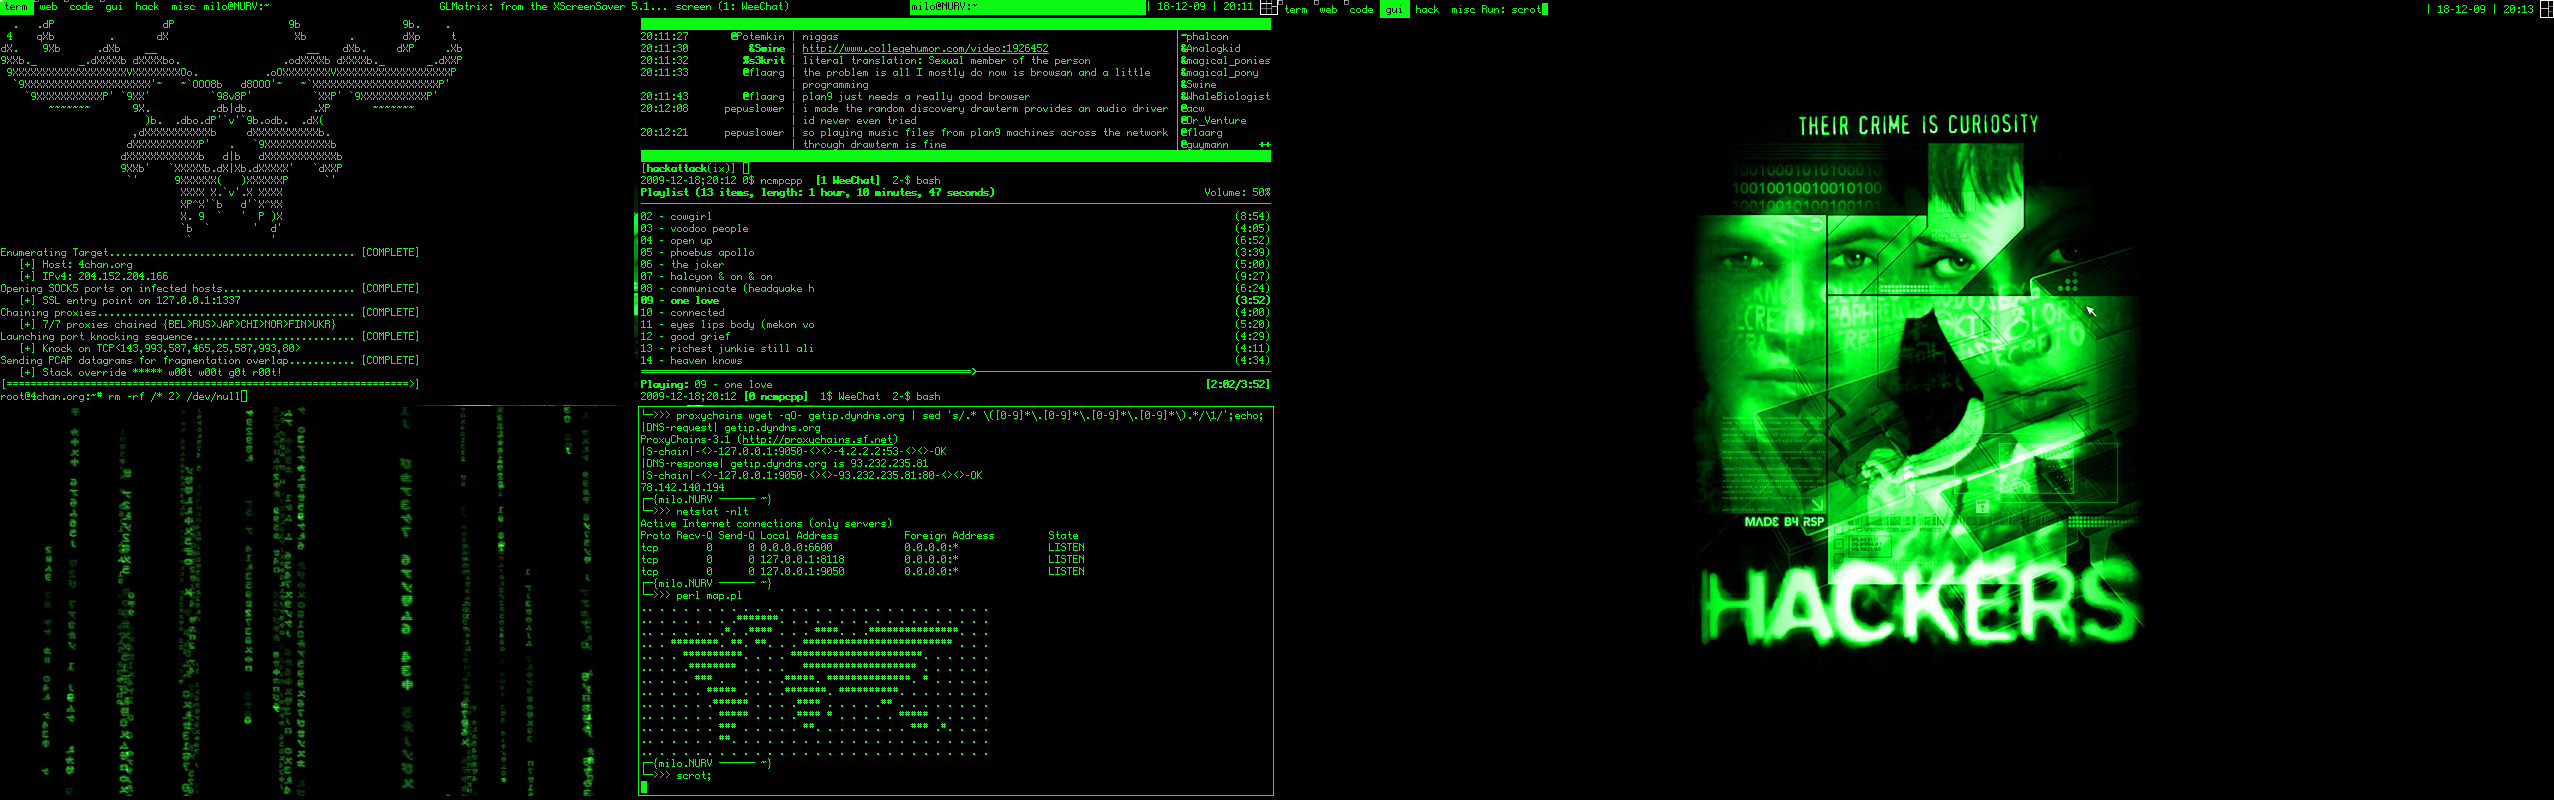 term web code gui hack misc milo@NURV:~ GLMatrix: from the XScreenSaver 5.1... screen (1: WeeChat) milo@NURV:~ | 18-12-09 | 20:11
Enumerating Target......................................... [COMPLETE]
[+] Host: 4chan.org
[+] IPv4: 204.152.204.166
Opening SOCK5 ports on infected hosts...................... [COMPLETE]
[+] SSL entry point on 127.0.0.1:1337
Chaining proxies........................................... [COMPLETE]
[+] 7/7 proxies chained {BEL>RUS>JAP>CHI>NOR>FIN>UKR}
Launching port knocking sequence........................... [COMPLETE]
[+] Knock on TCP<143,993,587,465,25,587,993,80>
Sending PCAP datagrams for fragmentation overlap........... [COMPLETE]
[+] Stack override ***** w00t w00t g0t r00t!
[==================================================================>]
root@4chan.org:~# rm -rf /* 2> /dev/null
20:11:27 @Potemkin | niggas
20:11:30 &Swine | http://www.collegehumor.com/video:1926452
20:11:32 %s3krit | literal translation: Sexual member of the person
20:11:33 @flaarg | the problem is all I mostly do now is browsan and a little
| programming
20:11:43 @flaarg | plan9 just needs a really good browser
20:12:08 pepuslower | i made the random discovery drawterm provides an audio driver
| id never even tried
20:12:21 pepuslower | so playing music files from plan9 machines across the network
| through drawterm is fine
~phalcon
&Analogkid
&magical_ponies
&magical_pony
&Swine
&WhaleBiologist
@acw
@Dr_Venture
@flaarg
@guymann ++
[hackattack(ix)]
2009-12-18;20:12 0$ ncmpcpp [1 WeeChat] 2-$ bash
Playlist (13 items, length: 1 hour, 10 minutes, 47 seconds) Volume: 50%
02 - cowgirl (8:54)
03 - voodoo people (4:05)
04 - open up (6:52)
05 - phoebus apollo (3:39)
06 - the joker (5:00)
07 - halcyon & on & on (9:27)
08 - communicate (headquake h (6:24)
09 - one love (3:52)
10 - connected (4:00)
11 - eyes lips body (mekon vo (5:20)
12 - good grief (4:29)
13 - richest junkie still ali (4:11)
14 - heaven knows (4:34)
Playing: 09 - one love [2:02/3:52]
2009-12-18;20:12 [0 ncmpcpp] 1$ WeeChat 2-$ bash
└─>>> proxychains wget -qO- getip.dyndns.org | sed 's/.* \([0-9]*\.[0-9]*\.[0-9]*\.[0-9]*\).*/\1/';echo;
|DNS-request| getip.dyndns.org
ProxyChains-3.1 (http://proxychains.sf.net)
|S-chain|-<>-127.0.0.1:9050-<><>-4.2.2.2:53-<><>-OK
|DNS-response| getip.dyndns.org is 93.232.235.81
|S-chain|-<>-127.0.0.1:9050-<><>-93.232.235.81:80-<><>-OK
78.142.140.194
┌─{milo.NURV ────── ~}
└─>>> netstat -nlt
Active Internet connections (only servers)
Proto Recv-Q Send-Q Local Address Foreign Address State
tcp 0 0 0.0.0.0:6600 0.0.0.0:* LISTEN
tcp 0 0 127.0.0.1:8118 0.0.0.0:* LISTEN
tcp 0 0 127.0.0.1:9050 0.0.0.0:* LISTEN
┌─{milo.NURV ────── ~}
└─>>> perl map.pl
┌─{milo.NURV ────── ~}
└─>>> scrot;
term web code gui hack misc Run: scrot | 18-12-09 | 20:13
THEIR CRIME IS CURIOSITY
1001001001010010
MADE BY RSP
HACKERS